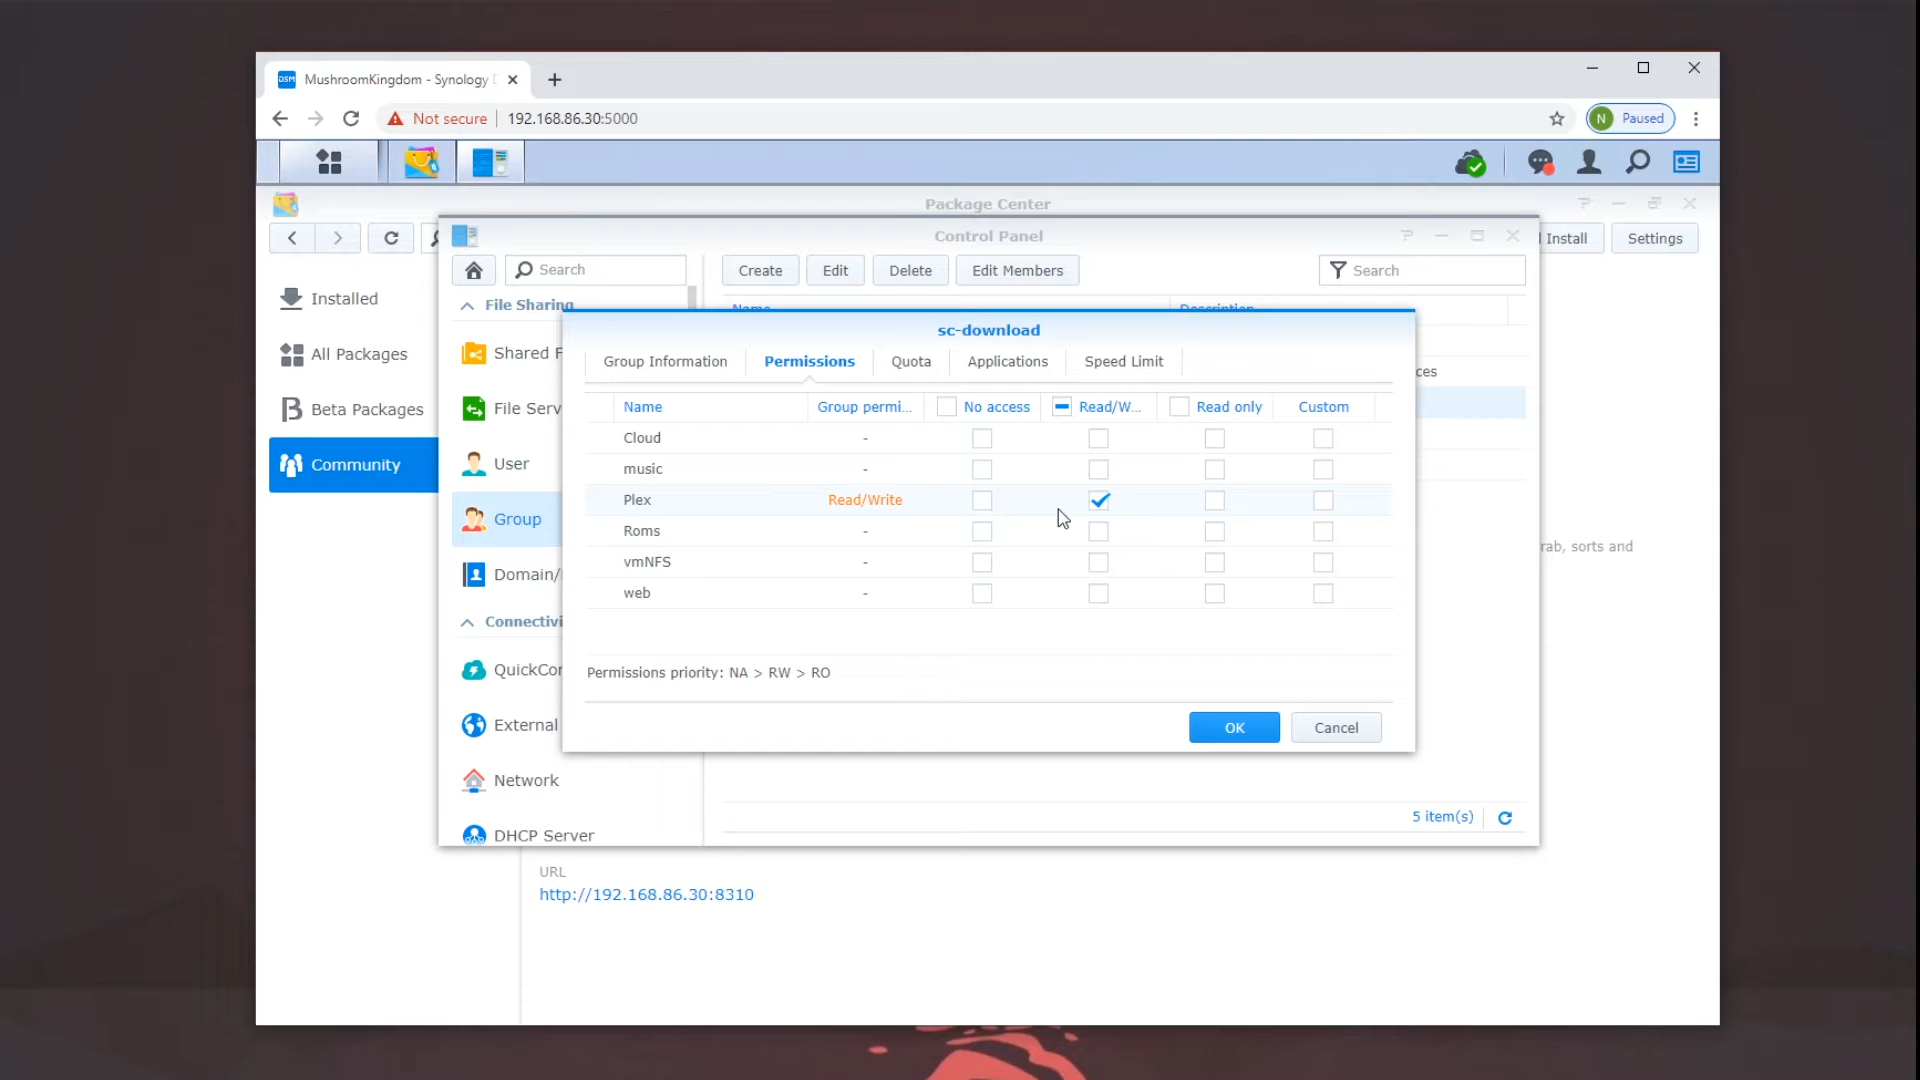 DSM MushroomKingdom - Synology D
Not secure 192.168.86.30:5000
N Paused
Package Center
Install Settings
Installed
All Packages
Beta Packages
Community
Control Panel
Search
Create Edit Delete Edit Members
Search
File Sharing
Shared F
File Serv
User
Group
Domain/
Connectivi
QuickCon
External
Network
DHCP Server
Name Description
ces
sc-download
Group Information Permissions Quota Applications Speed Limit
Name Group permi... No access Read/W... Read only Custom
Cloud -
music -
Plex Read/Write
Roms -
vmNFS -
web -
Permissions priority: NA > RW > RO
OK Cancel
rab, sorts and
5 item(s)
URL
http://192.168.86.30:8310